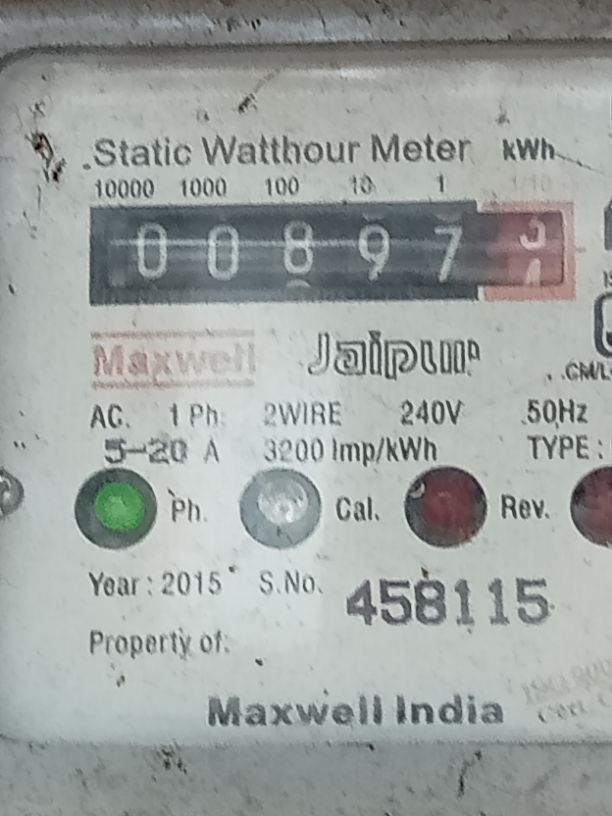 Static Watthour Meter kWh
10000 1000 100 10 1 1/10
0 0 8 9 7
Maxwell Jaipur
AC. 1 Ph. 2WIRE 240V 50Hz
5-20 A 3200 Imp/kWh TYPE :
Ph. Cal. Rev.
Year : 2015 S.No. 458115
Property of:
Maxwell India